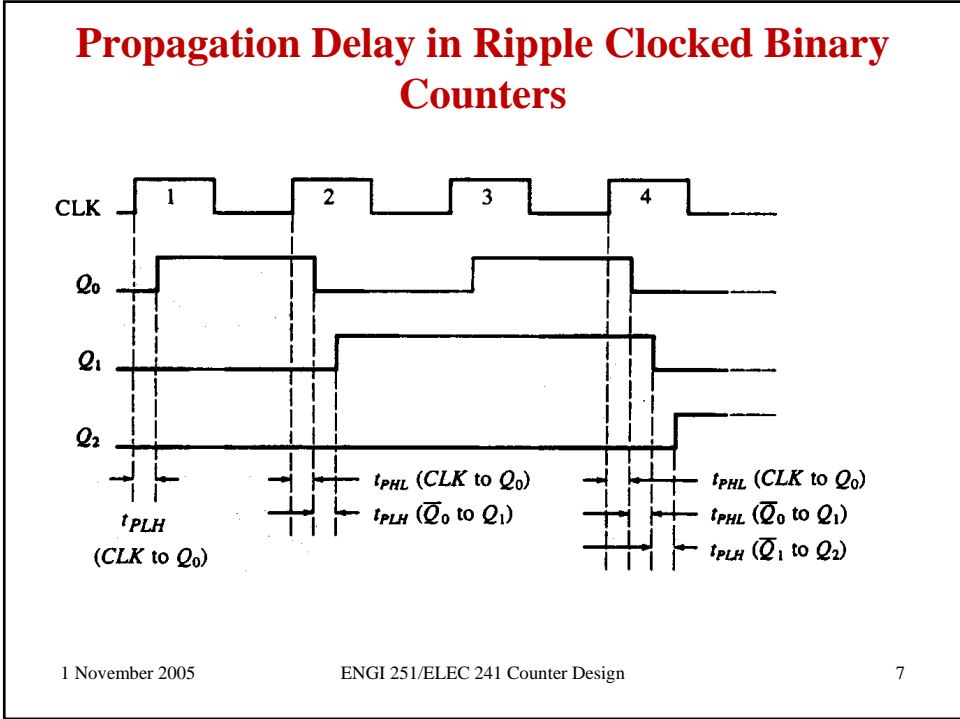 Propagation Delay in Ripple Clocked Binary
Counters
CLK
1
2
3
4
Q₀
Q₁
Q₂
t_PLH
(CLK to Q₀)
t_PHL (CLK to Q₀)
t_PLH (Q̅₀ to Q₁)
t_PHL (CLK to Q₀)
t_PHL (Q̅₀ to Q₁)
t_PLH (Q̅₁ to Q₂)
1 November 2005
ENGI 251/ELEC 241 Counter Design
7